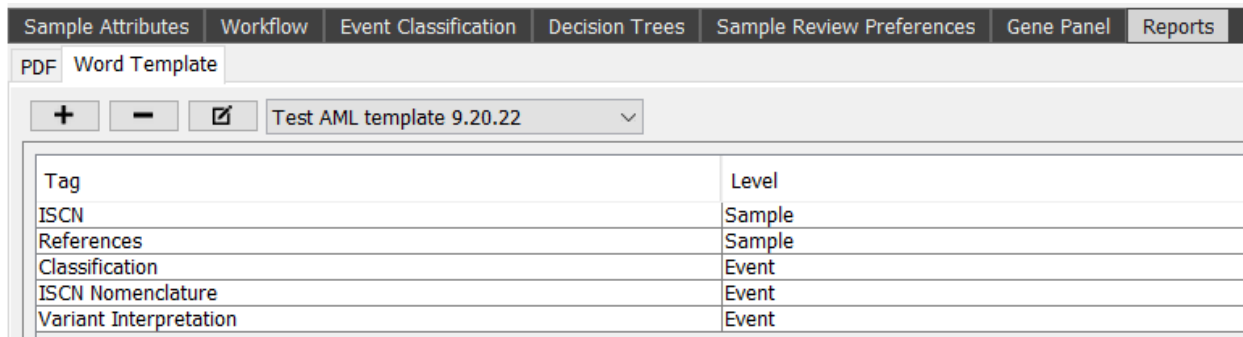 Sample Attributes Workflow Event Classification Decision Trees Sample Review Preferences Gene Panel Reports
PDF Word Template
Test AML template 9.20.22
Tag Level
ISCN Sample
References Sample
Classification Event
ISCN Nomenclature Event
Variant Interpretation Event